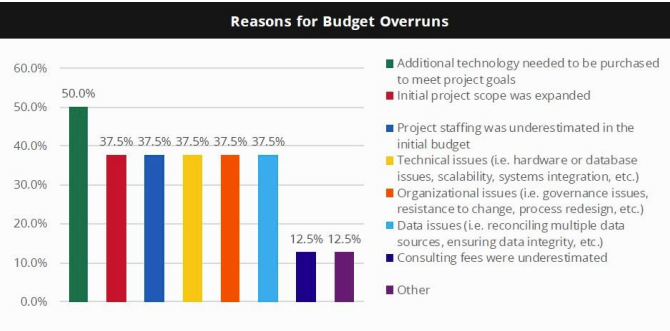 Reasons for Budget Overruns
60.0%
50.0%
40.0%
30.0%
20.0%
10.0%
0.0%
50.0%
37.5% 37.5% 37.5% 37.5% 37.5%
12.5% 12.5%
Additional technology needed to be purchased
to meet project goals
Initial project scope was expanded
Project staffing was underestimated in the
initial budget
Technical issues (i.e. hardware or database
issues, scalability, systems integration, etc.)
Organizational issues (i.e. governance issues,
resistance to change, process redesign, etc.)
Data issues (i.e. reconciling multiple data
sources, ensuring data integrity, etc.)
Consulting fees were underestimated
Other